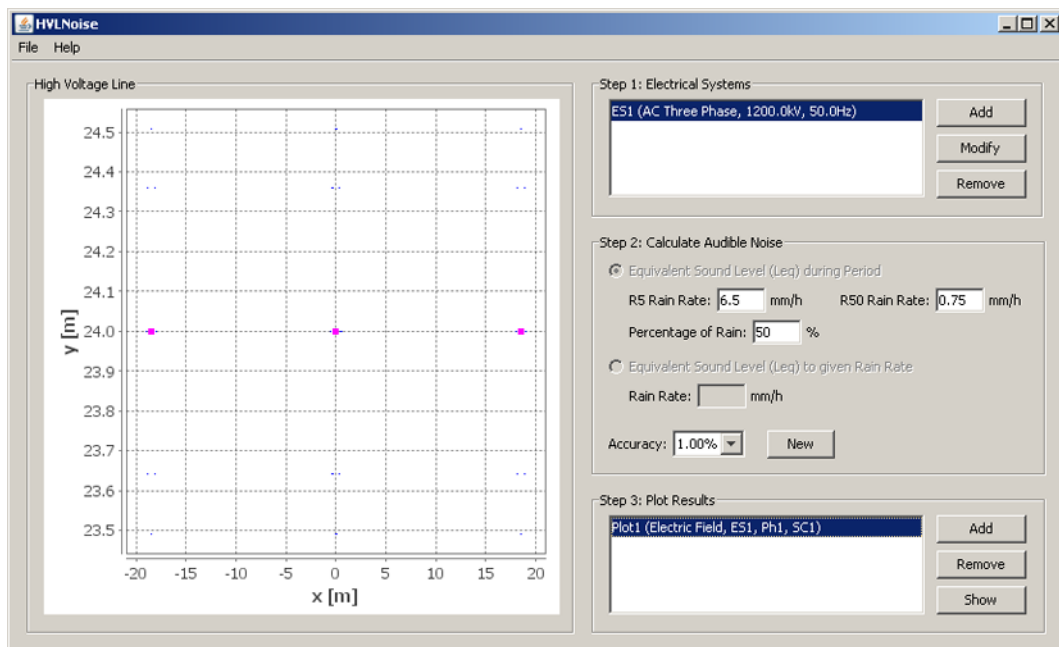 HVLNoise
File Help
High Voltage Line
24.5
24.4
24.3
24.2
24.1
24.0
23.9
23.8
23.7
23.6
23.5
y [m]
-20 -15 -10 -5 0 5 10 15 20
x [m]
Step 1: Electrical Systems
ES1 (AC Three Phase, 1200.0kV, 50.0Hz)
Add
Modify
Remove
Step 2: Calculate Audible Noise
Equivalent Sound Level (Leq) during Period
R5 Rain Rate: 6.5 mm/h R50 Rain Rate: 0.75 mm/h
Percentage of Rain: 50 %
Equivalent Sound Level (Leq) to given Rain Rate
Rain Rate: mm/h
Accuracy: 1.00% New
Step 3: Plot Results
Plot1 (Electric Field, ES1, Ph1, SC1)
Add
Remove
Show